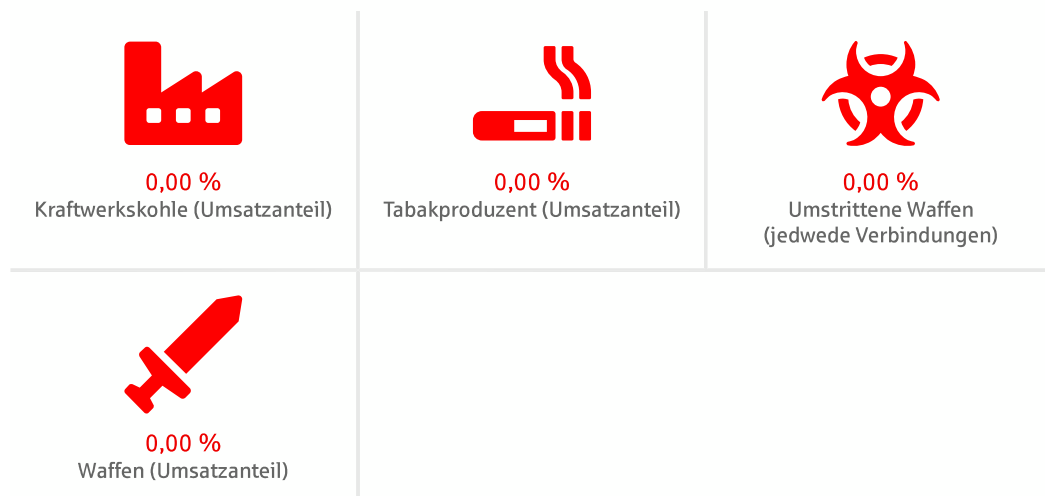 0,00 %
Kraftwerkskohle (Umsatzanteil)
0,00 %
Tabakproduzent (Umsatzanteil)
0,00 %
Umstrittene Waffen
(jedwede Verbindungen)
0,00 %
Waffen (Umsatzanteil)